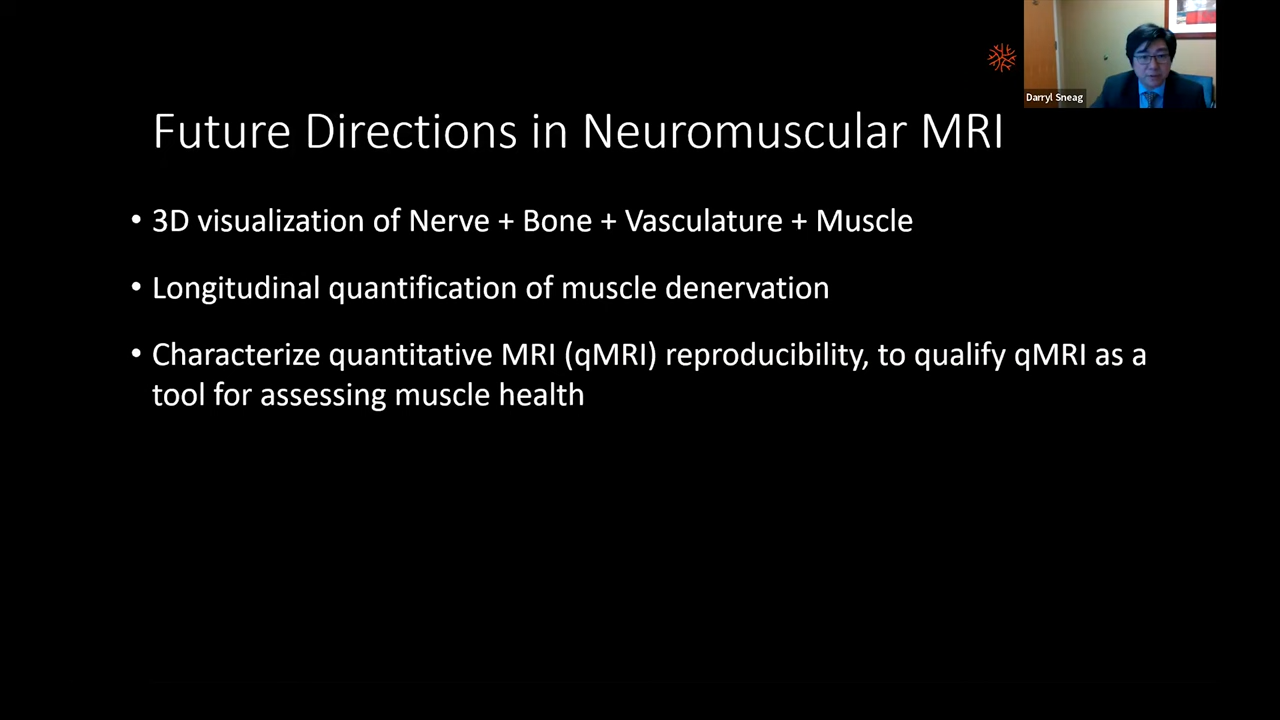 Darryl Sneag
Future Directions in Neuromuscular MRI
• 3D visualization of Nerve + Bone + Vasculature + Muscle
• Longitudinal quantification of muscle denervation
• Characterize quantitative MRI (qMRI) reproducibility, to qualify qMRI as a
tool for assessing muscle health